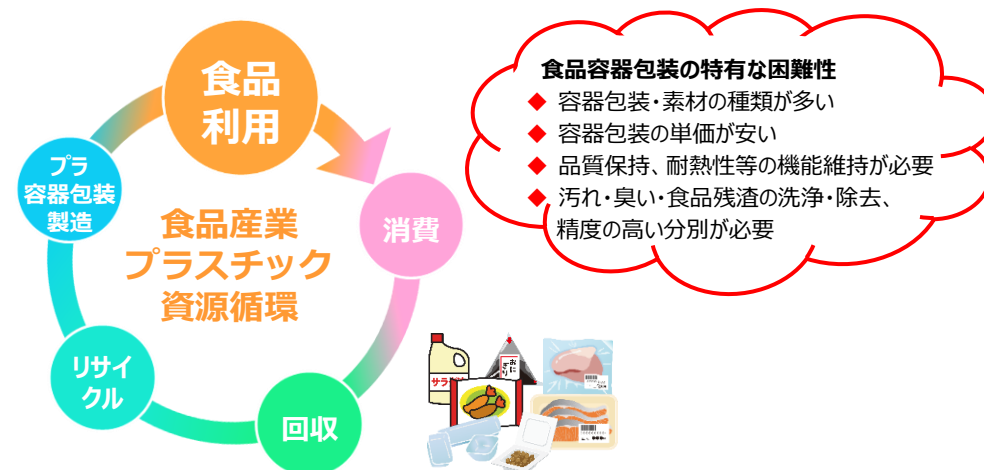 食品
利用
プラ
容器包装
製造
食品産業
プラスチック
資源循環
消費
リサイ
クル
回収
食品容器包装の特有な困難性
◆ 容器包装・素材の種類が多い
◆ 容器包装の単価が安い
◆ 品質保持、耐熱性等の機能維持が必要
◆ 汚れ・臭い・食品残渣の洗浄・除去、
精度の高い分別が必要
サラ
おに
ぎり